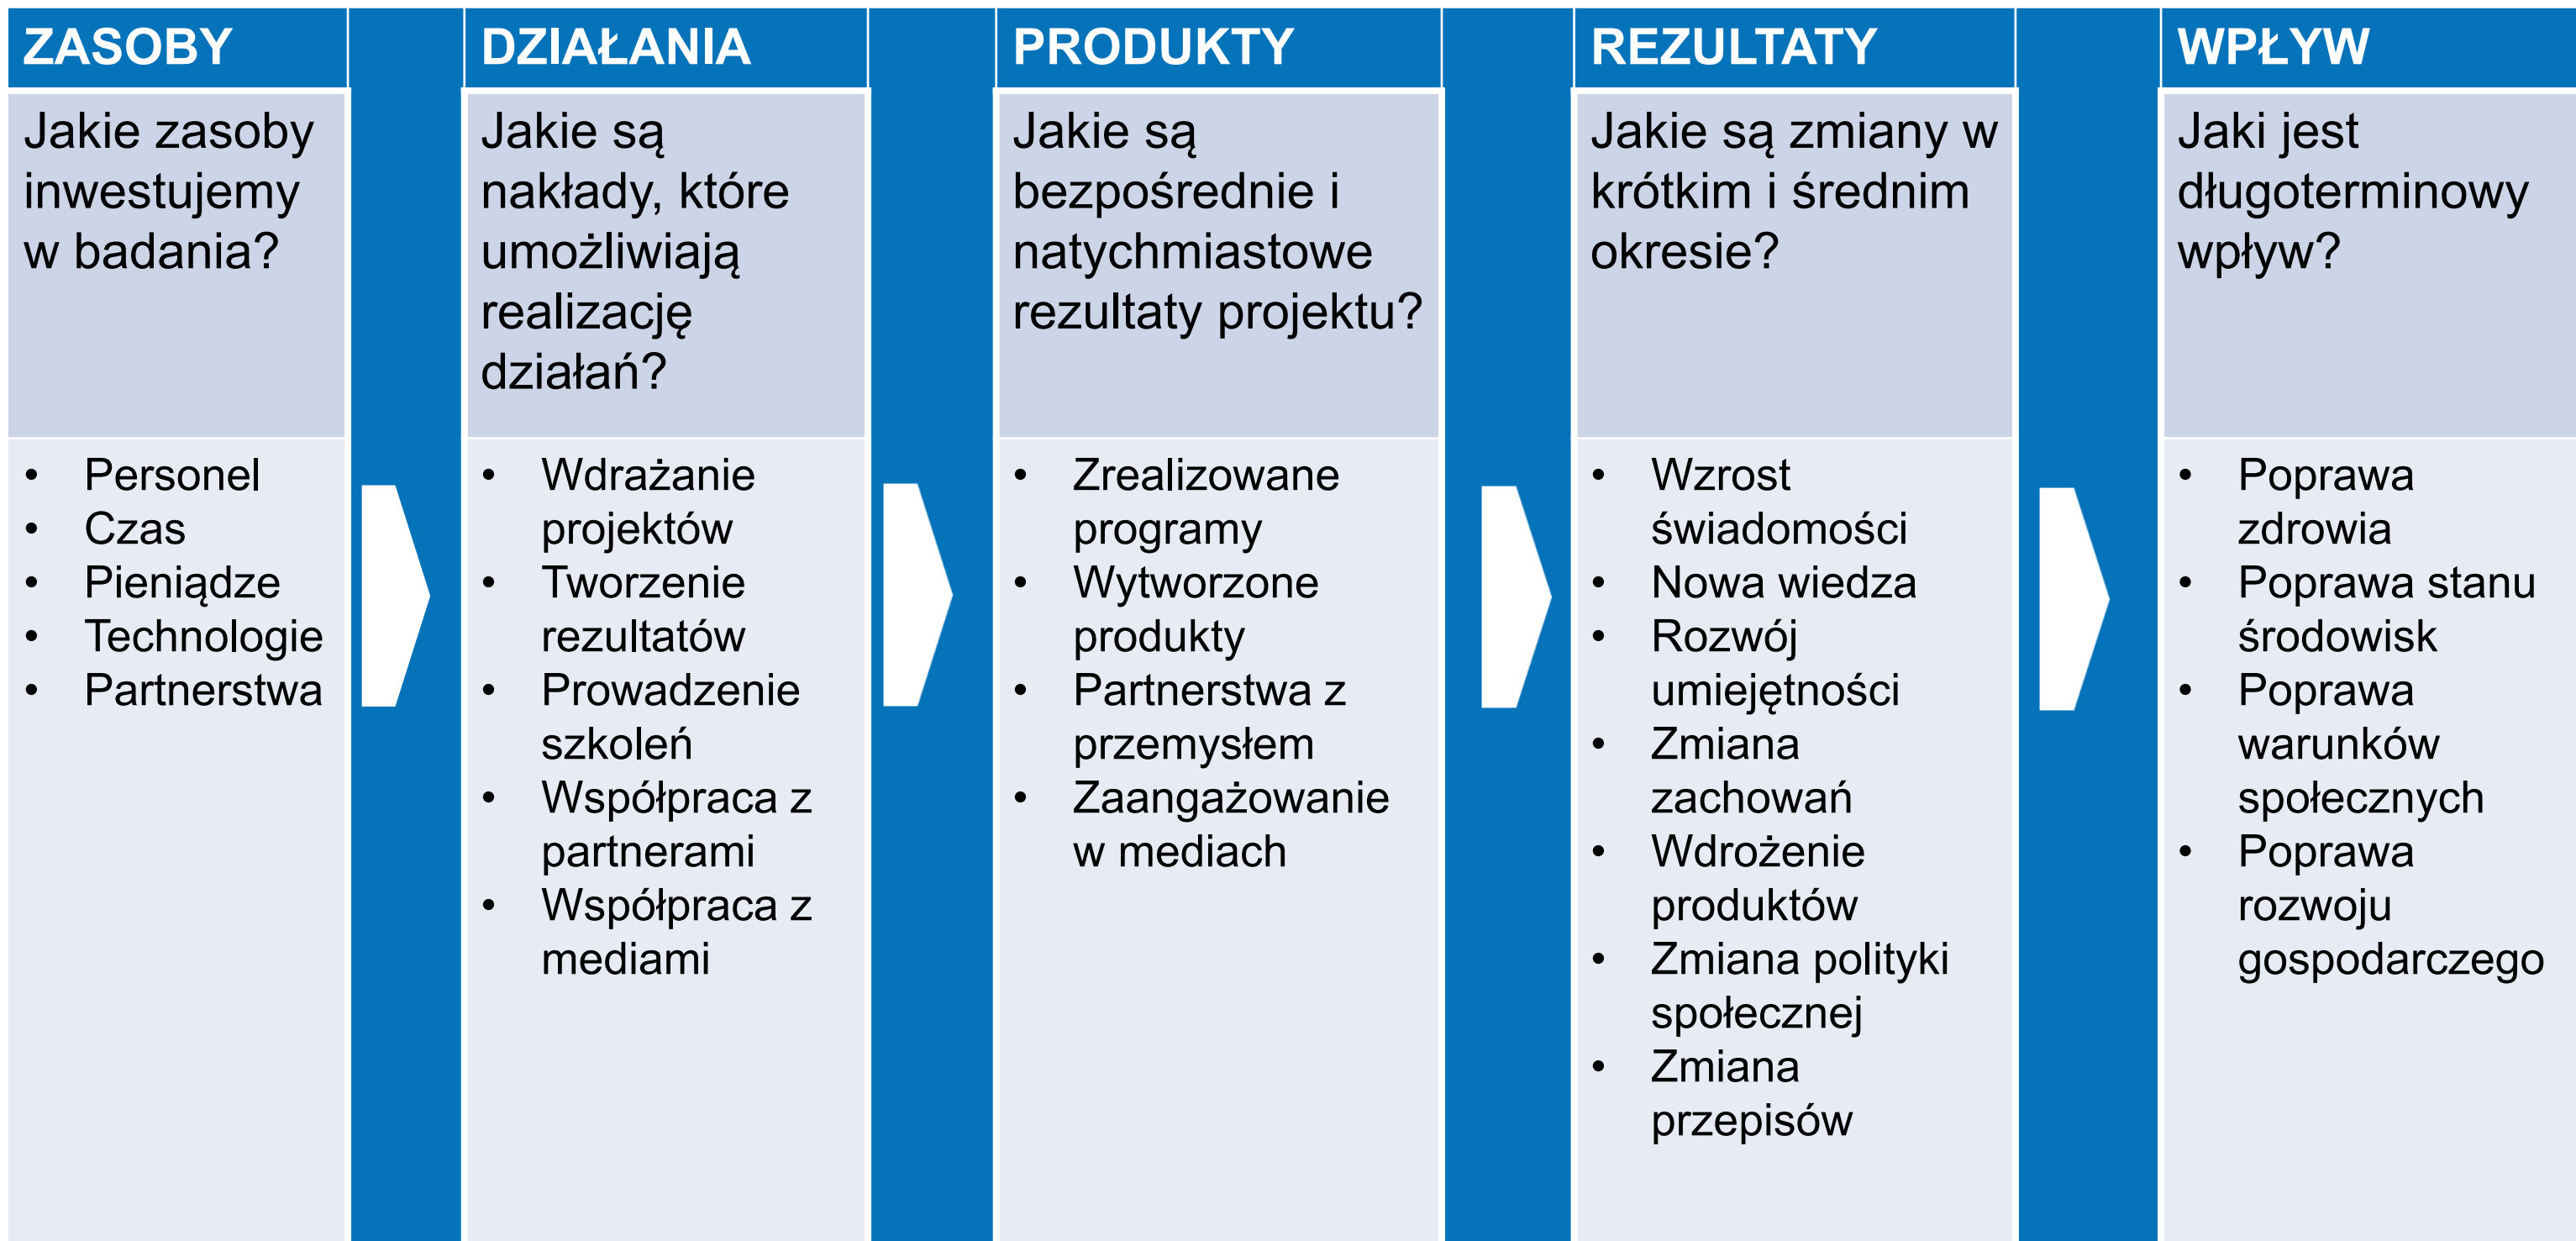 ZASOBY
Jakie zasoby
inwestujemy
w badania?
• Personel
• Czas
• Pieniądze
• Technologie
• Partnerstwa
DZIAŁANIA
Jakie są
nakłady, które
umożliwiają
realizację
działań?
• Wdrażanie
projektów
• Tworzenie
rezultatów
• Prowadzenie
szkoleń
• Współpraca z
partnerami
• Współpraca z
mediami
PRODUKTY
Jakie są
bezpośrednie i
natychmiastowe
rezultaty projektu?
• Zrealizowane
programy
• Wytworzone
produkty
• Partnerstwa z
przemysłem
• Zaangażowanie
w mediach
REZULTATY
Jakie są zmiany w
krótkim i średnim
okresie?
• Wzrost
świadomości
• Nowa wiedza
• Rozwój
umiejętności
• Zmiana
zachowań
• Wdrożenie
produktów
• Zmiana polityki
społecznej
• Zmiana
przepisów
WPŁYW
Jaki jest
długoterminowy
wpływ?
• Poprawa
zdrowia
• Poprawa stanu
środowisk
• Poprawa
warunków
społecznych
• Poprawa
rozwoju
gospodarczego